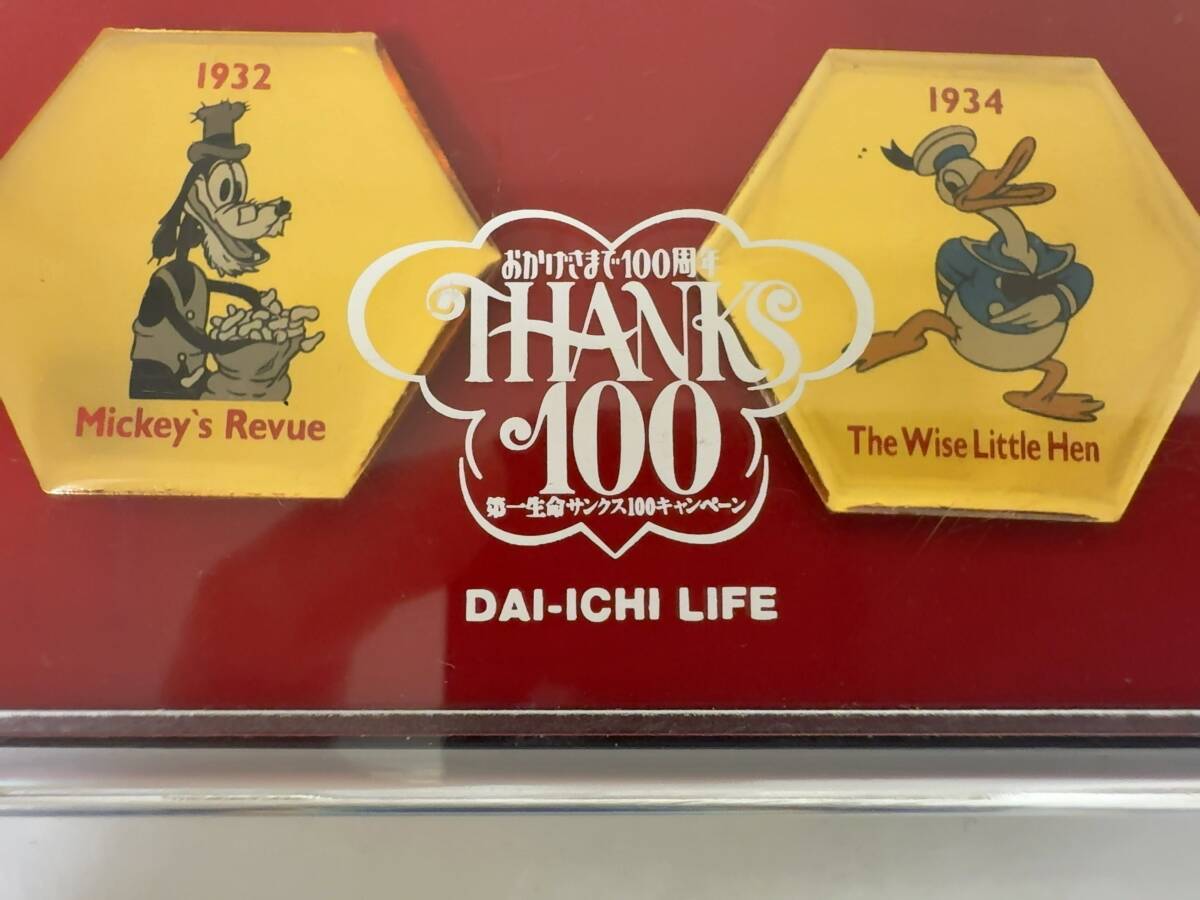 1932
Mickey`s Revue
1934
The Wise Little Hen
おかげさまで100周年
THANKS
100
第一生命サンクス100キャンペーン
DAI-ICHI LIFE